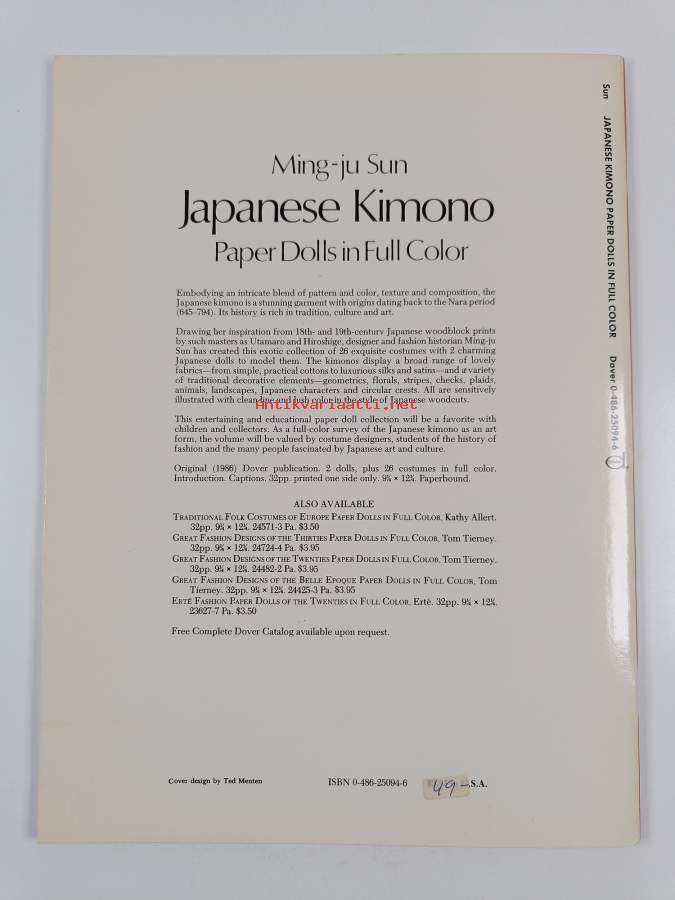 Ming-ju Sun
Japanese Kimono
Paper Dolls in Full Color
Embodying an intricate blend of pattern and color, texture and composition, the
Japanese kimono is a stunning garment with origins dating back to the Nara period
(645–794). Its history is rich in tradition, culture and art.
Drawing her inspiration from 18th- and 19th-century Japanese woodblock prints
by such masters as Utamaro and Hiroshige, designer and fashion historian Ming-ju
Sun has created this exotic collection of 26 exquisite costumes with 2 charming
Japanese dolls to model them. The kimonos display a broad range of lovely
fabrics—from simple, practical cottons to luxurious silks and satins—and a variety
of traditional decorative elements—geometrics, florals, stripes, checks, plaids,
animals, landscapes, Japanese characters and circular crests. All are sensitively
illustrated with clean line and lush color in the style of Japanese woodcuts.
Antikvariaatti.net
This entertaining and educational paper doll collection will be a favorite with
children and collectors. As a full-color survey of the Japanese kimono as an art
form, the volume will be valued by costume designers, students of the history of
fashion and the many people fascinated by Japanese art and culture.
Original (1986) Dover publication. 2 dolls, plus 26 costumes in full color.
Introduction. Captions. 32pp. printed one side only. 9¼ × 12¼. Paperbound.
ALSO AVAILABLE
TRADITIONAL FOLK COSTUMES OF EUROPE PAPER DOLLS IN FULL COLOR, Kathy Allert.
32pp. 9¼ × 12¼. 24571-3 Pa. $3.50
GREAT FASHION DESIGNS OF THE THIRTIES PAPER DOLLS IN FULL COLOR, Tom Tierney.
32pp. 9¼ × 12¼. 24724-4 Pa. $3.95
GREAT FASHION DESIGNS OF THE TWENTIES PAPER DOLLS IN FULL COLOR, Tom Tierney.
32pp. 9¼ × 12¼. 24482-2 Pa. $3.95
GREAT FASHION DESIGNS OF THE BELLE EPOQUE PAPER DOLLS IN FULL COLOR, Tom
Tierney. 32pp. 9¼ × 12¼. 24425-3 Pa. $3.95
ERTÉ FASHION PAPER DOLLS OF THE TWENTIES IN FULL COLOR, Erté. 32pp. 9¼ × 12¼.
23627-7 Pa. $3.50
Free Complete Dover Catalog available upon request.
Cover design by Ted Menten
ISBN 0-486-25094-6
49- S.A.
Sun JAPANESE KIMONO PAPER DOLLS IN FULL COLOR Dover 0-486-25094-6